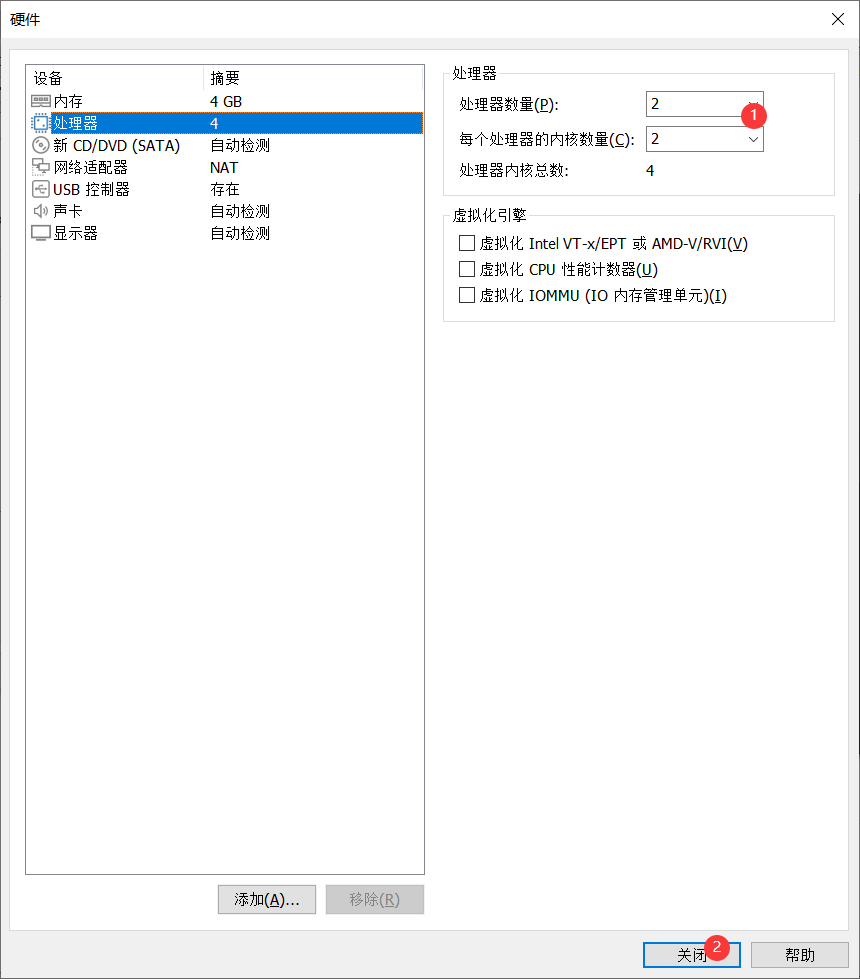 硬件
设备 摘要
内存 4 GB
处理器 4
新 CD/DVD (SATA) 自动检测
网络适配器 NAT
USB 控制器 存在
声卡 自动检测
显示器 自动检测
添加(A)...
移除(R)
处理器
处理器数量(P): 2
1
每个处理器的内核数量(C): 2
处理器内核总数: 4
虚拟化引擎
虚拟化 Intel VT-x/EPT 或 AMD-V/RVI(V)
虚拟化 CPU 性能计数器(U)
虚拟化 IOMMU (IO 内存管理单元)(I)
关闭
2
帮助